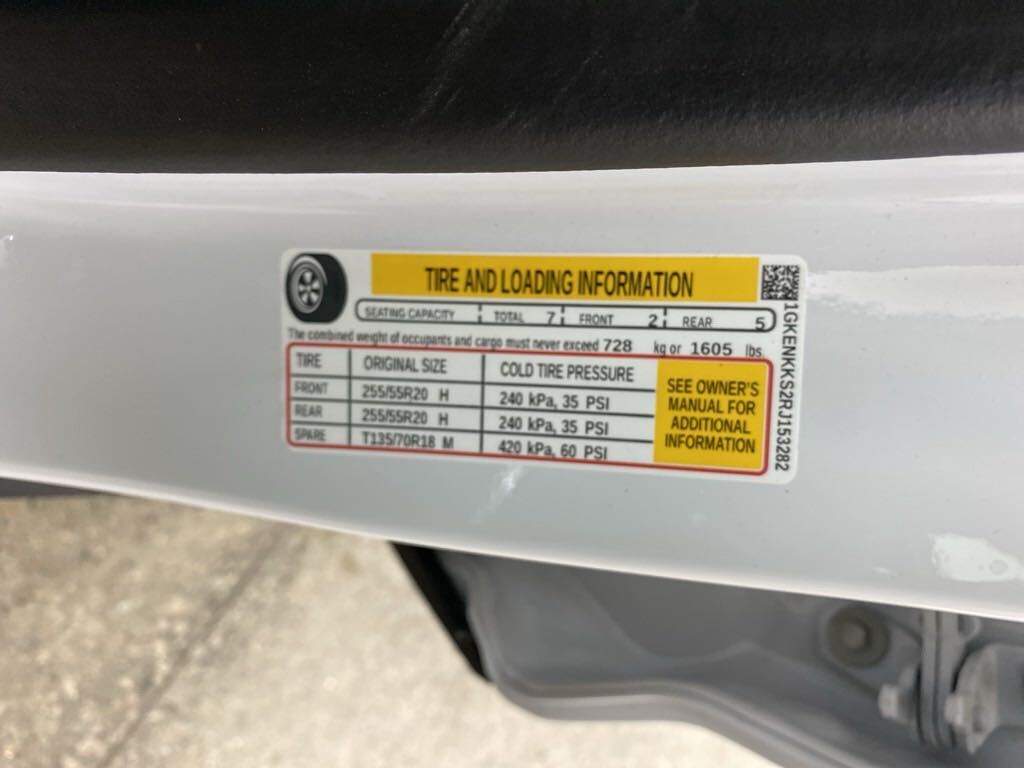 TIRE AND LOADING INFORMATION
SEATING CAPACITY TOTAL 7 FRONT 2 REAR 5
The combined weight of occupants and cargo must never exceed 728 kg or 1605 lbs.
TIRE ORIGINAL SIZE COLD TIRE PRESSURE
FRONT 255/55R20 H 240 kPa, 35 PSI
REAR 255/55R20 H 240 kPa, 35 PSI
SPARE T135/70R18 M 420 kPa, 60 PSI
SEE OWNER'S
MANUAL FOR
ADDITIONAL
INFORMATION
1GKENKKS2RJ153282